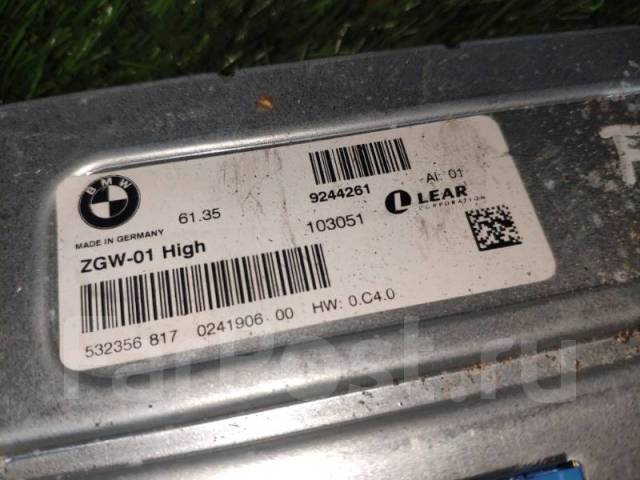 BMW
61.35
9244261
AI: 01
LEAR
CORPORATION
MADE IN GERMANY
103051
ZGW-01 High
532356 817 0241906 00 HW: 0.C4.0
FarPost.ru